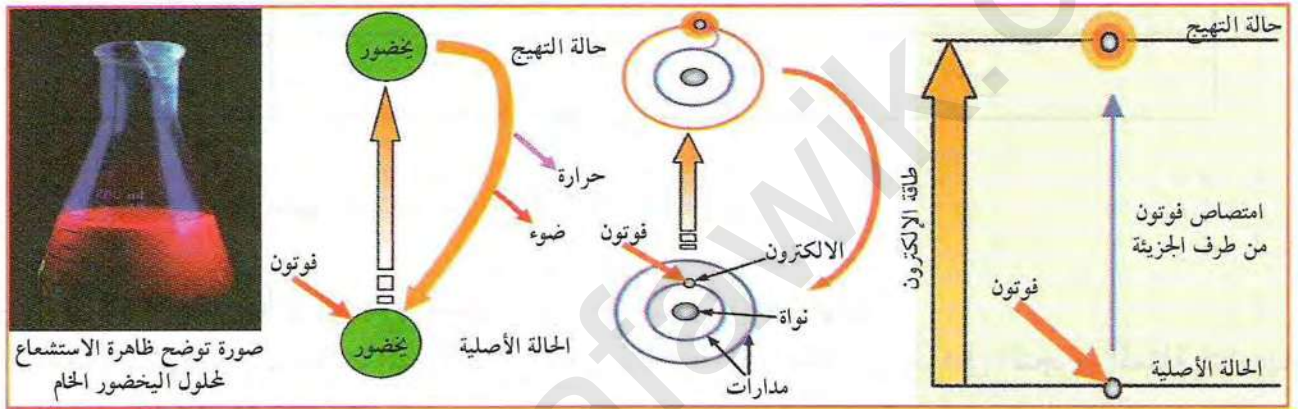 حالة التهيج
طاقة الإلكترون
امتصاص فوتون
من طرف الجزيئة
فوتون
الحالة الأصلية
حالة التهيج
فوتون
الالكترون
نواة
مدارات
يخضور
حرارة
ضوء
فوتون
يخضور
الحالة الأصلية
صورة توضح ظاهرة الاستشعاع
لمحلول اليخضور الخام